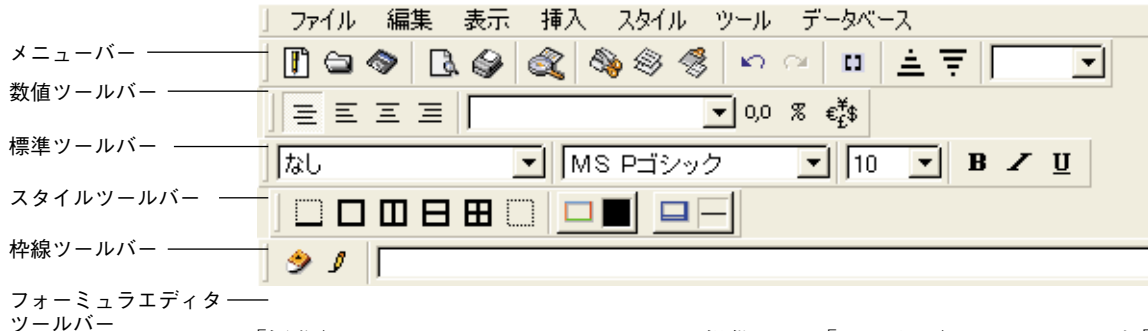 ファイル 編集 表示 挿入 スタイル ツール データベース
メニューバー
数値ツールバー
0,0 % €¥£$
標準ツールバー
なし MS Pゴシック 10 B I U
スタイルツールバー
枠線ツールバー
フォーミュラエディタ
ツールバー